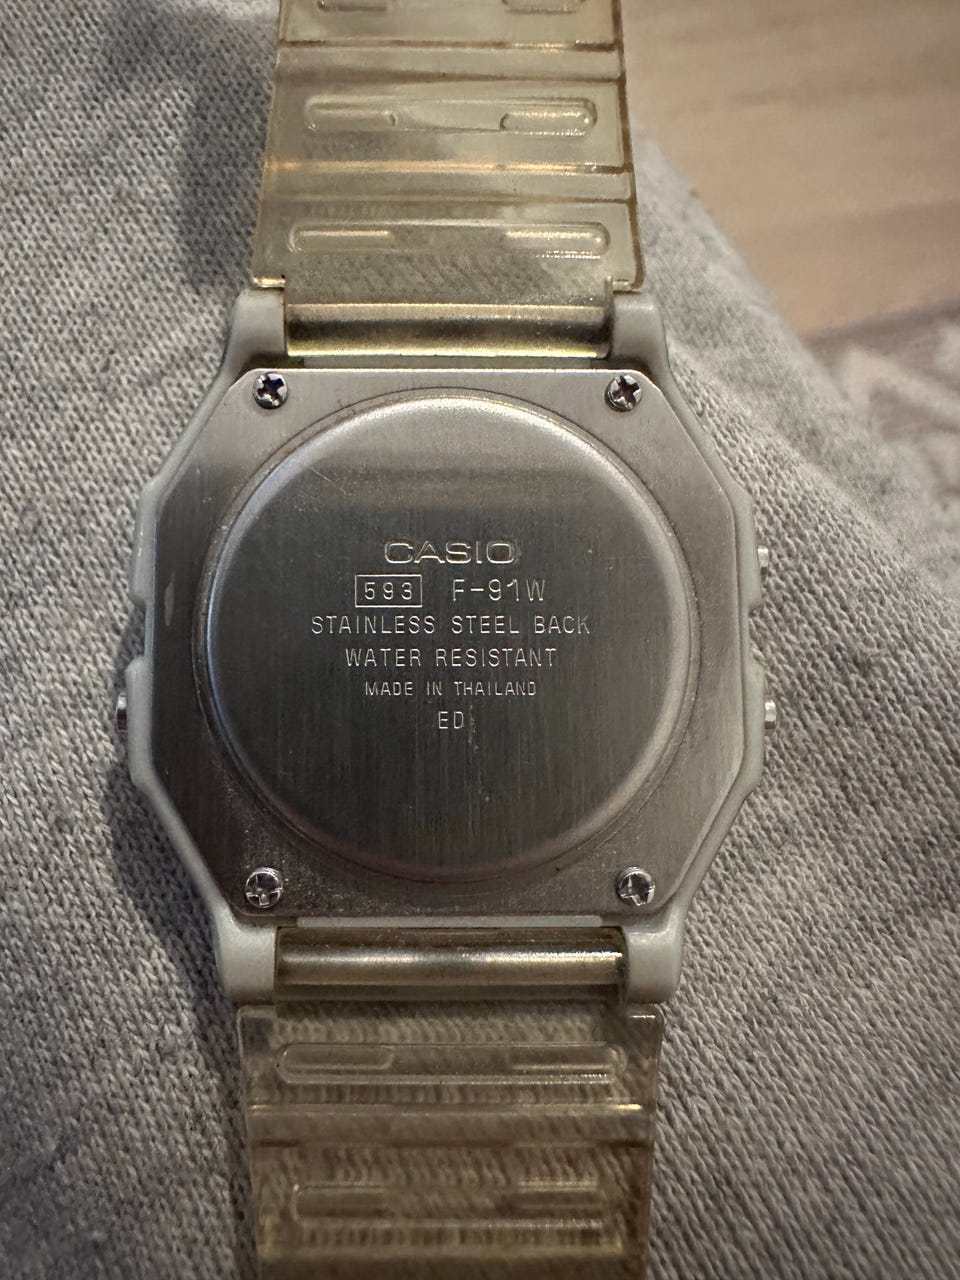 CASIO
593 F-91W
STAINLESS STEEL BACK
WATER RESISTANT
MADE IN THAILAND
ED